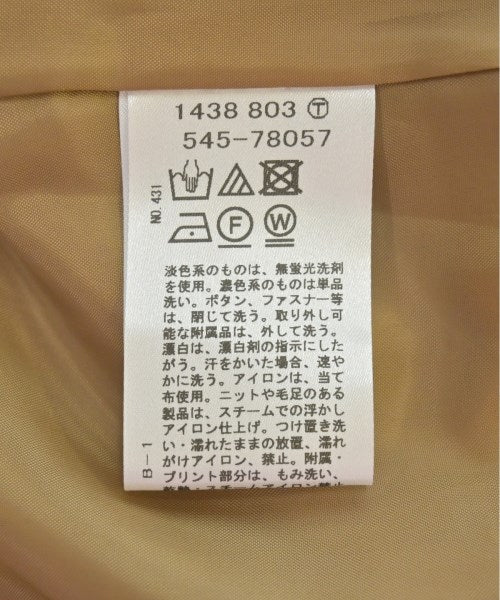 1438 803 Ⓣ
545-78057
NO.431
F W
淡色系のものは、無蛍光洗剤
を使用。濃色系のものは単品
洗い。ボタン、ファスナー等
は、閉じて洗う。取り外し可
能な附属品は、外して洗う。
漂白は、漂白剤の指示にした
がう。汗をかいた場合、速や
かに洗う。アイロンは、当て
布使用。ニットや毛足のある
製品は、スチームでの浮かし
アイロン仕上げ。つけ置き洗
い・濡れたままの放置、濡れ
がけアイロン、禁止。附属・
プリント部分は、もみ洗い、
B-1